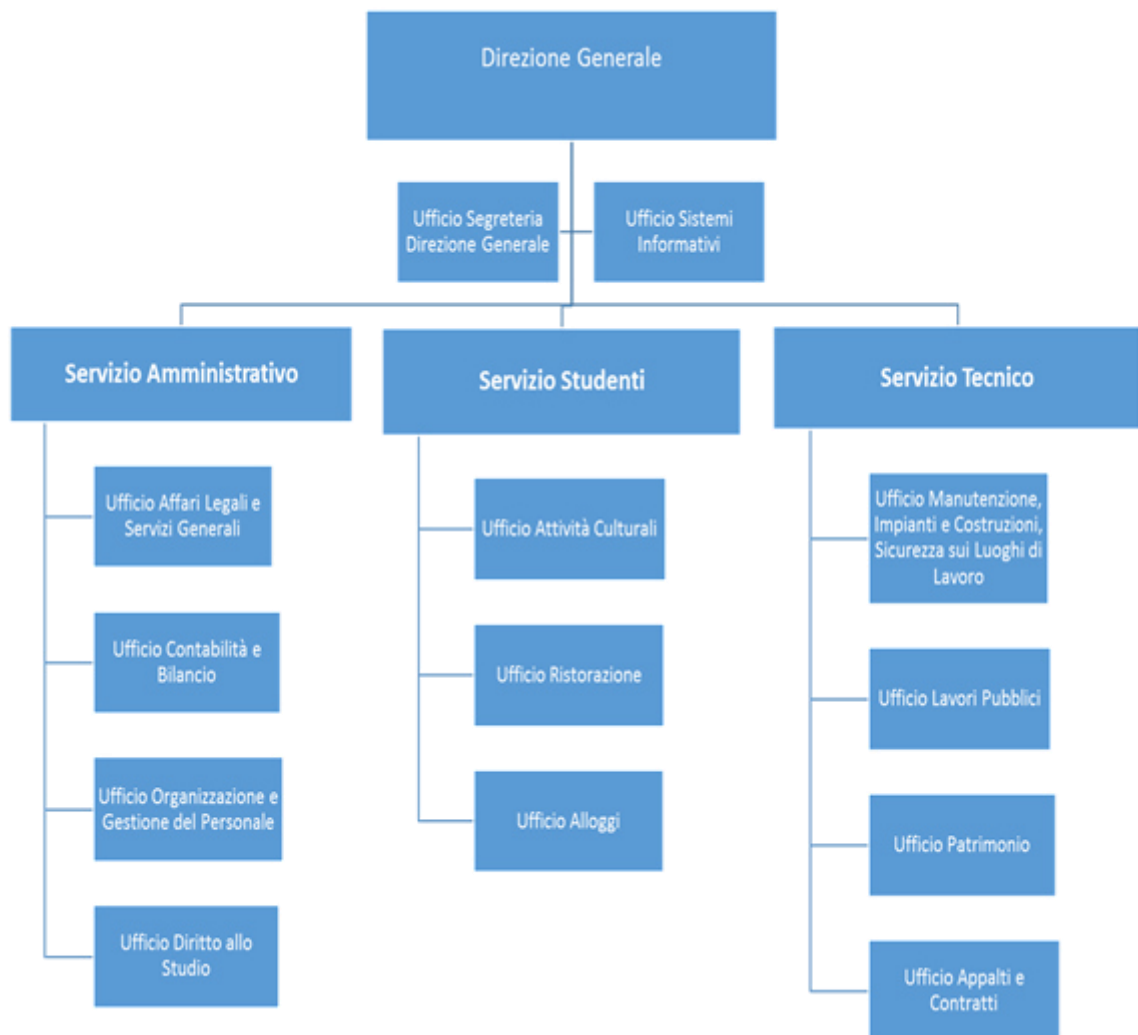 Direzione Generale
Ufficio Segreteria
Direzione Generale
Ufficio Sistemi
Informativi
Servizio Amministrativo
Ufficio Affari Legali e
Servizi Generali
Ufficio Contabilità e
Bilancio
Ufficio Organizzazione e
Gestione del Personale
Ufficio Diritto allo
Studio
Servizio Studenti
Ufficio Attività Culturali
Ufficio Ristorazione
Ufficio Alloggi
Servizio Tecnico
Ufficio Manutenzione,
Impianti e Costruzioni,
Sicurezza sui Luoghi di
Lavoro
Ufficio Lavori Pubblici
Ufficio Patrimonio
Ufficio Appalti e
Contratti